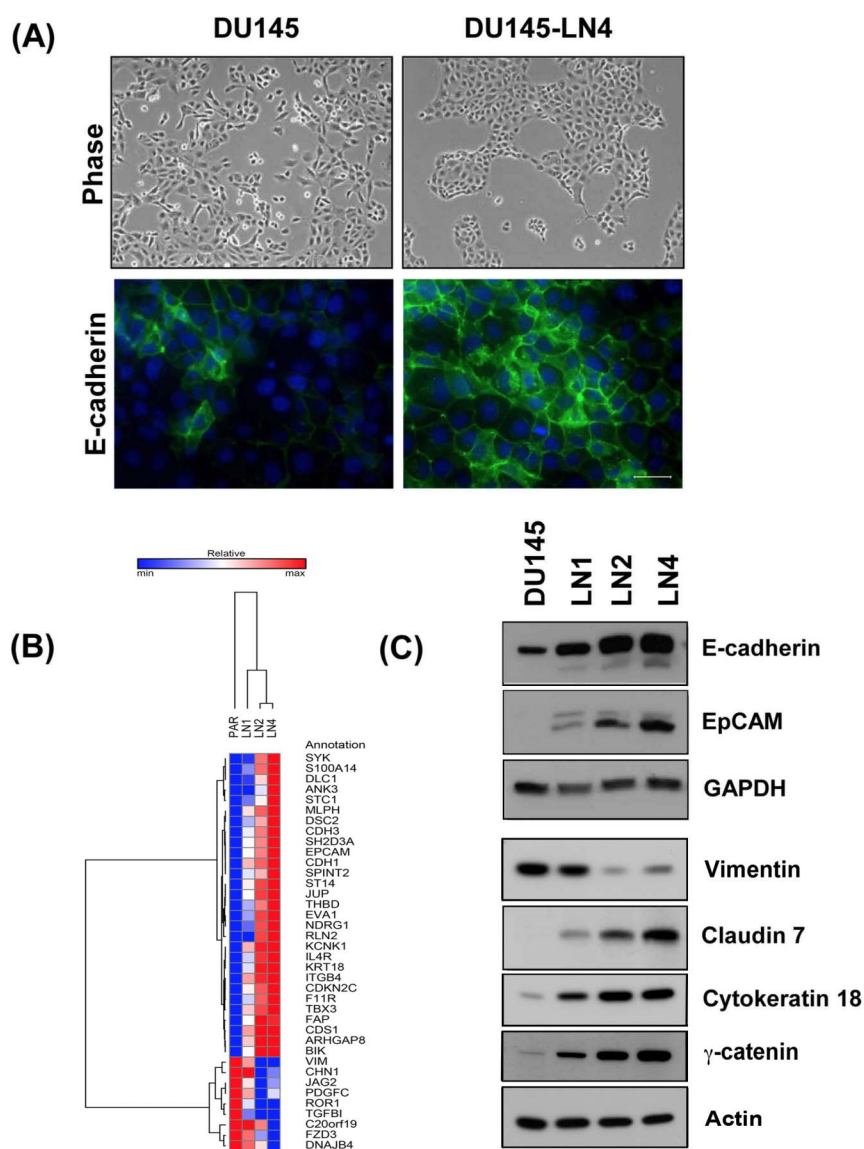 (A)
DU145
DU145-LN4
Phase
E-cadherin
(B)
Relative
min
max
PAR
LN1
LN2
LN4
Annotation
SYK
S100A14
DLC1
ANK3
STC1
MLPH
DSC2
CDH3
SH2D3A
EPCAM
CDH1
SPINT2
ST14
JUP
THBD
EVA1
NDRG1
RLN2
KCNK1
IL4R
KRT18
ITGB4
CDKN2C
F11R
TBX3
FAP
CDS1
ARHGAP8
BIK
VIM
CHN1
JAG2
PDGFC
ROR1
TGFBI
C20orf19
FZD3
DNAJB4
(C)
DU145
LN1
LN2
LN4
E-cadherin
EpCAM
GAPDH
Vimentin
Claudin 7
Cytokeratin 18
γ-catenin
Actin